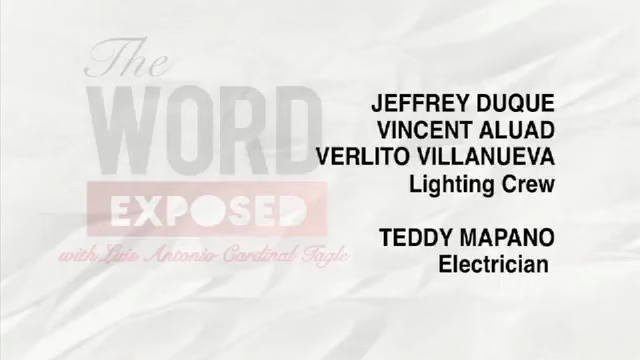 The
WORD
EXPOSED
with Luis Antonio Cardinal Tagle
JEFFREY DUQUE
VINCENT ALUAD
VERLITO VILLANUEVA
Lighting Crew
TEDDY MAPANO
Electrician